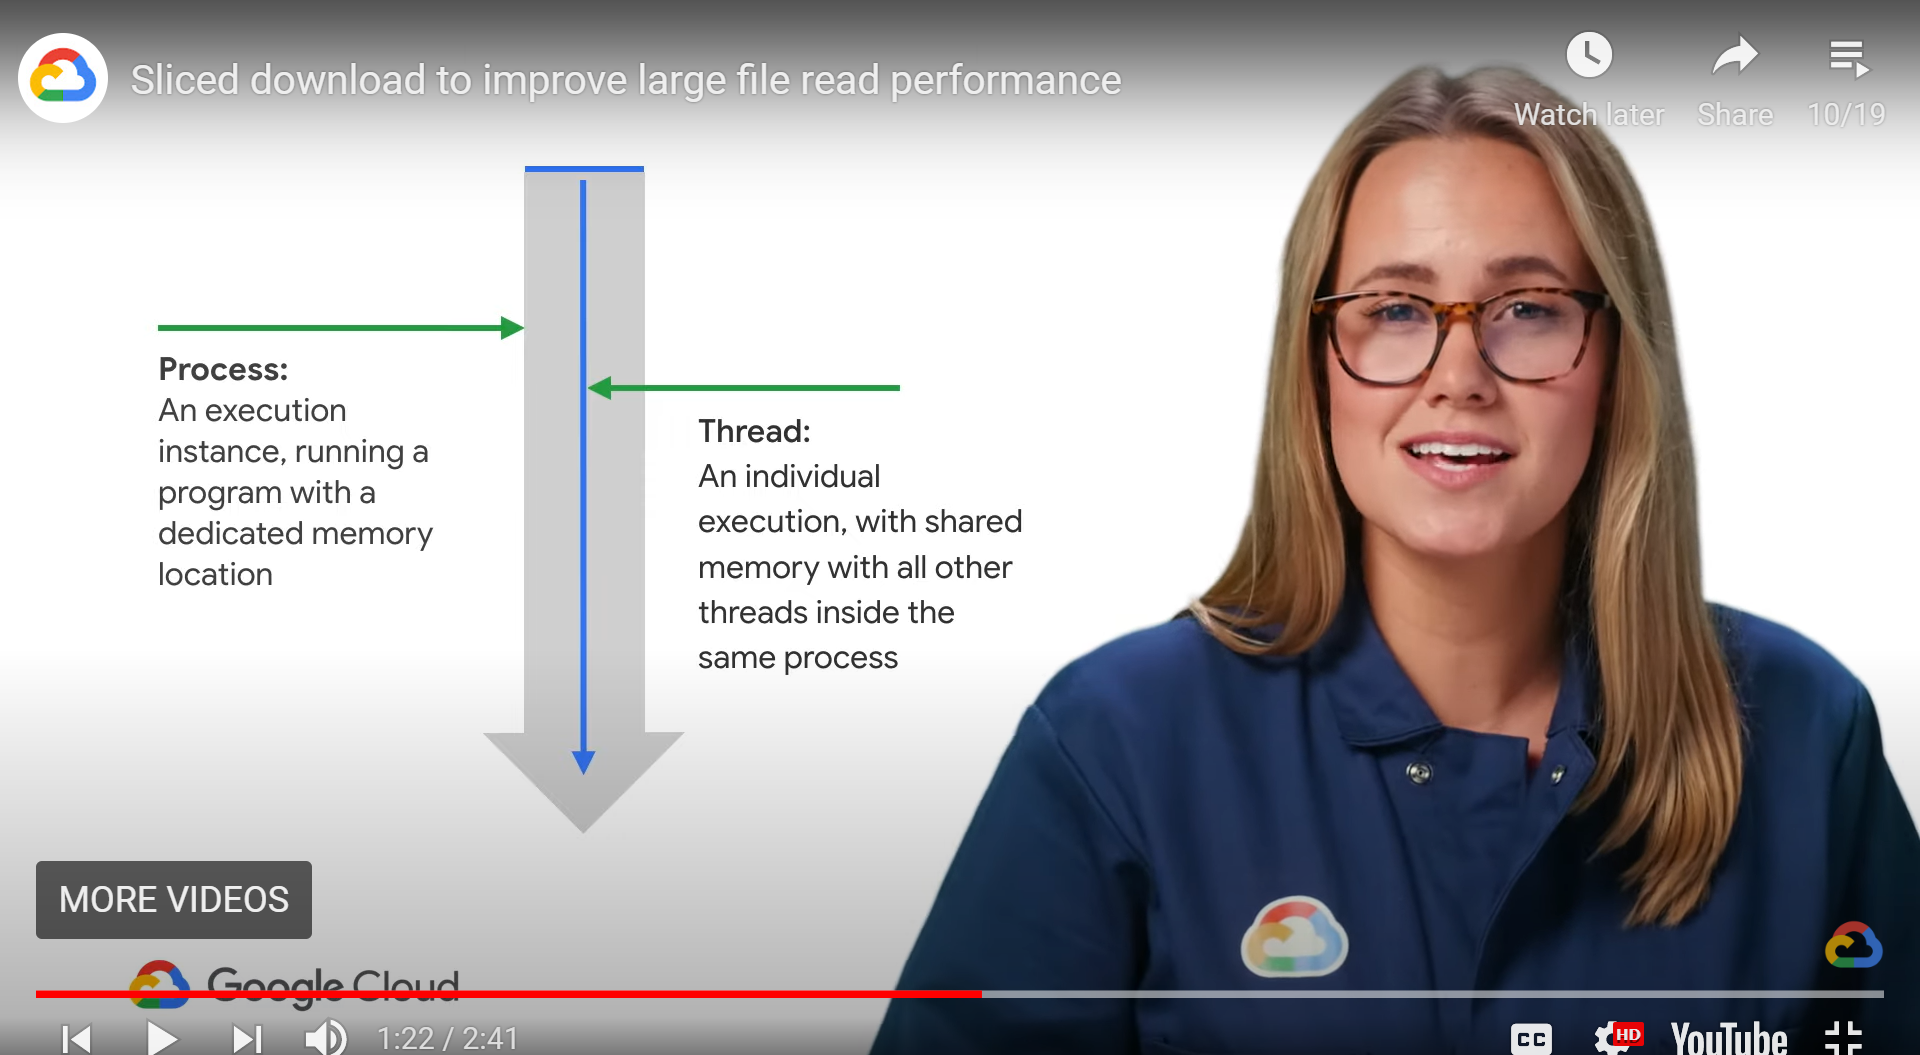 Sliced download to improve large file read performance
Watch later
Share
10/19
Process:
An execution
instance, running a
program with a
dedicated memory
location
Thread:
An individual
execution, with shared
memory with all other
threads inside the
same process
MORE VIDEOS
Google Cloud
1:22 / 2:41
CC
HD
YouTube